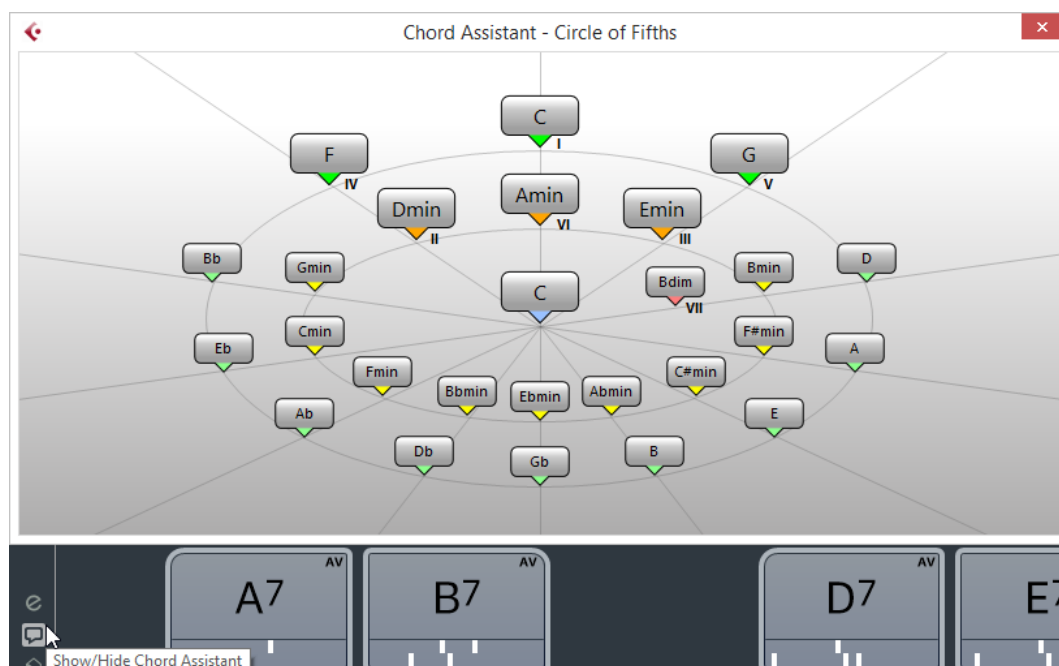 Chord Assistant - Circle of Fifths
C
I
F
IV
G
V
Amin
VI
Dmin
II
Emin
III
Bb
Gmin
Bmin
D
Bdim
VII
C
Cmin
F#min
Eb
A
Fmin
C#min
Bbmin
Ebmin
Abmin
Ab
E
Db
Gb
B
AV
AV
AV
A7
B7
D7
E7
Show/Hide Chord Assistant